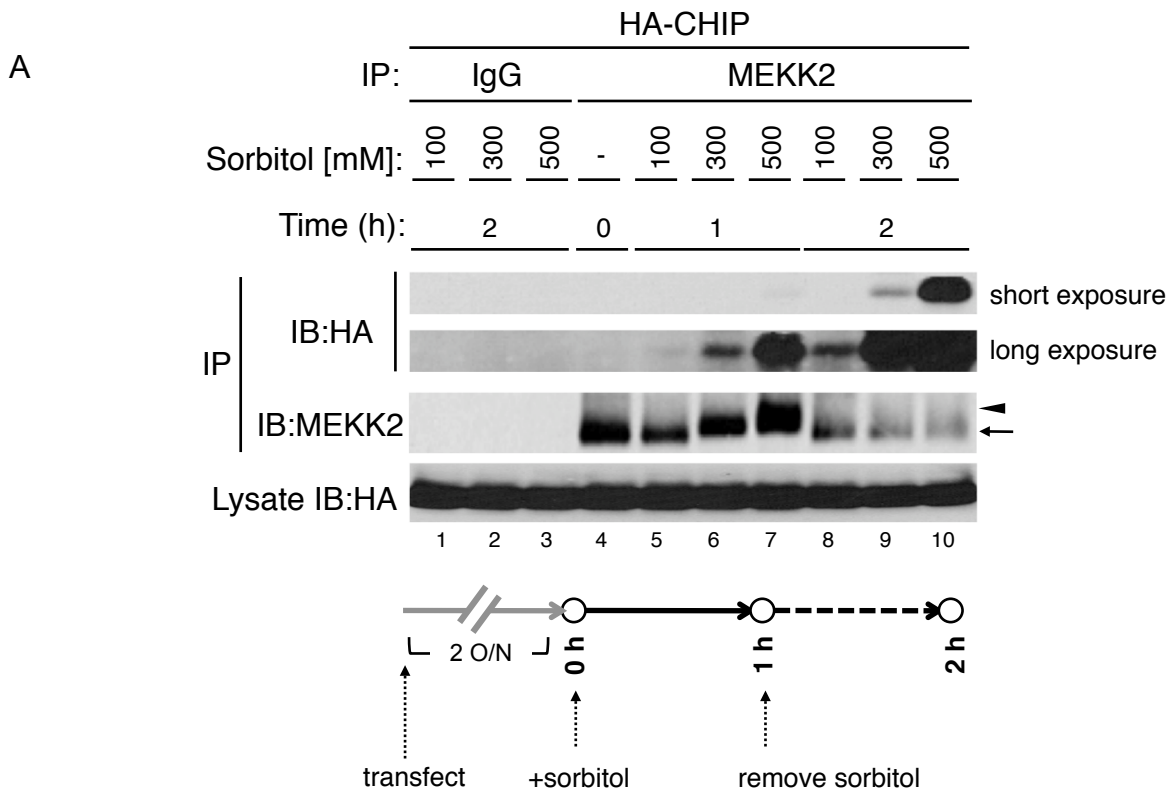 A
HA-CHIP
IP: IgG MEKK2
Sorbitol [mM]: 100 300 500 - 100 300 500 100 300 500
Time (h): 2 0 1 2
IP
IB:HA
short exposure
long exposure
IB:MEKK2
Lysate IB:HA
1 2 3 4 5 6 7 8 9 10
2 O/N
0 h
1 h
2 h
transfect
+sorbitol
remove sorbitol